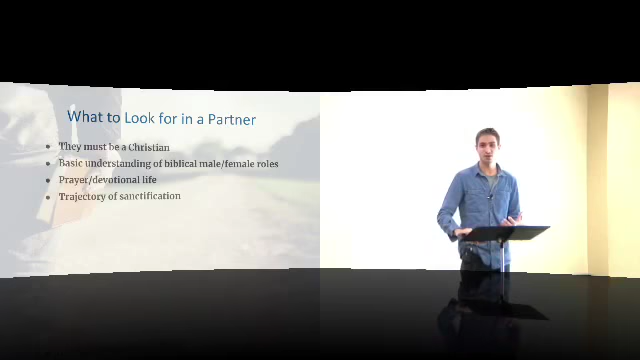 What to Look for in a Partner
• They must be a Christian
• Basic understanding of biblical male/female roles
• Prayer/devotional life
• Trajectory of sanctification